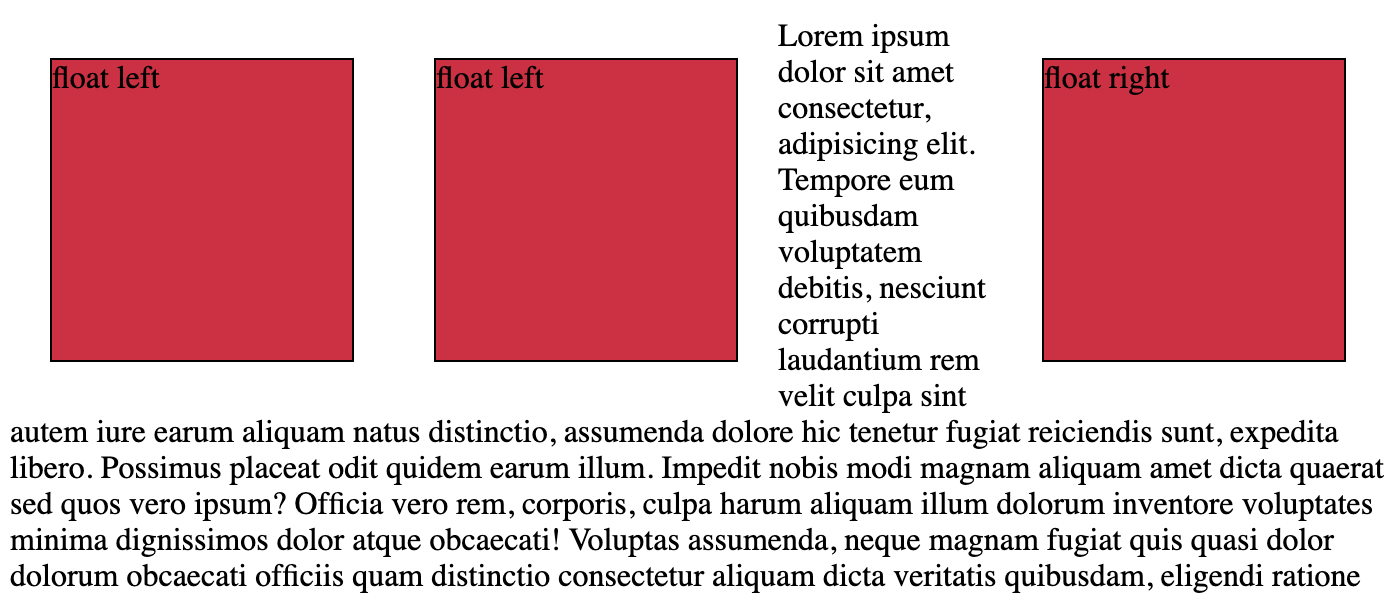 float left
float left
Lorem ipsum
dolor sit amet
consectetur,
adipisicing elit.
Tempore eum
quibusdam
voluptatem
debitis, nesciunt
corrupti
laudantium rem
velit culpa sint
float right
autem iure earum aliquam natus distinctio, assumenda dolore hic tenetur fugiat reiciendis sunt, expedita
libero. Possimus placeat odit quidem earum illum. Impedit nobis modi magnam aliquam amet dicta quaerat
sed quos vero ipsum? Officia vero rem, corporis, culpa harum aliquam illum dolorum inventore voluptates
minima dignissimos dolor atque obcaecati! Voluptas assumenda, neque magnam fugiat quis quasi dolor
dolorum obcaecati officiis quam distinctio consectetur aliquam dicta veritatis quibusdam, eligendi ratione